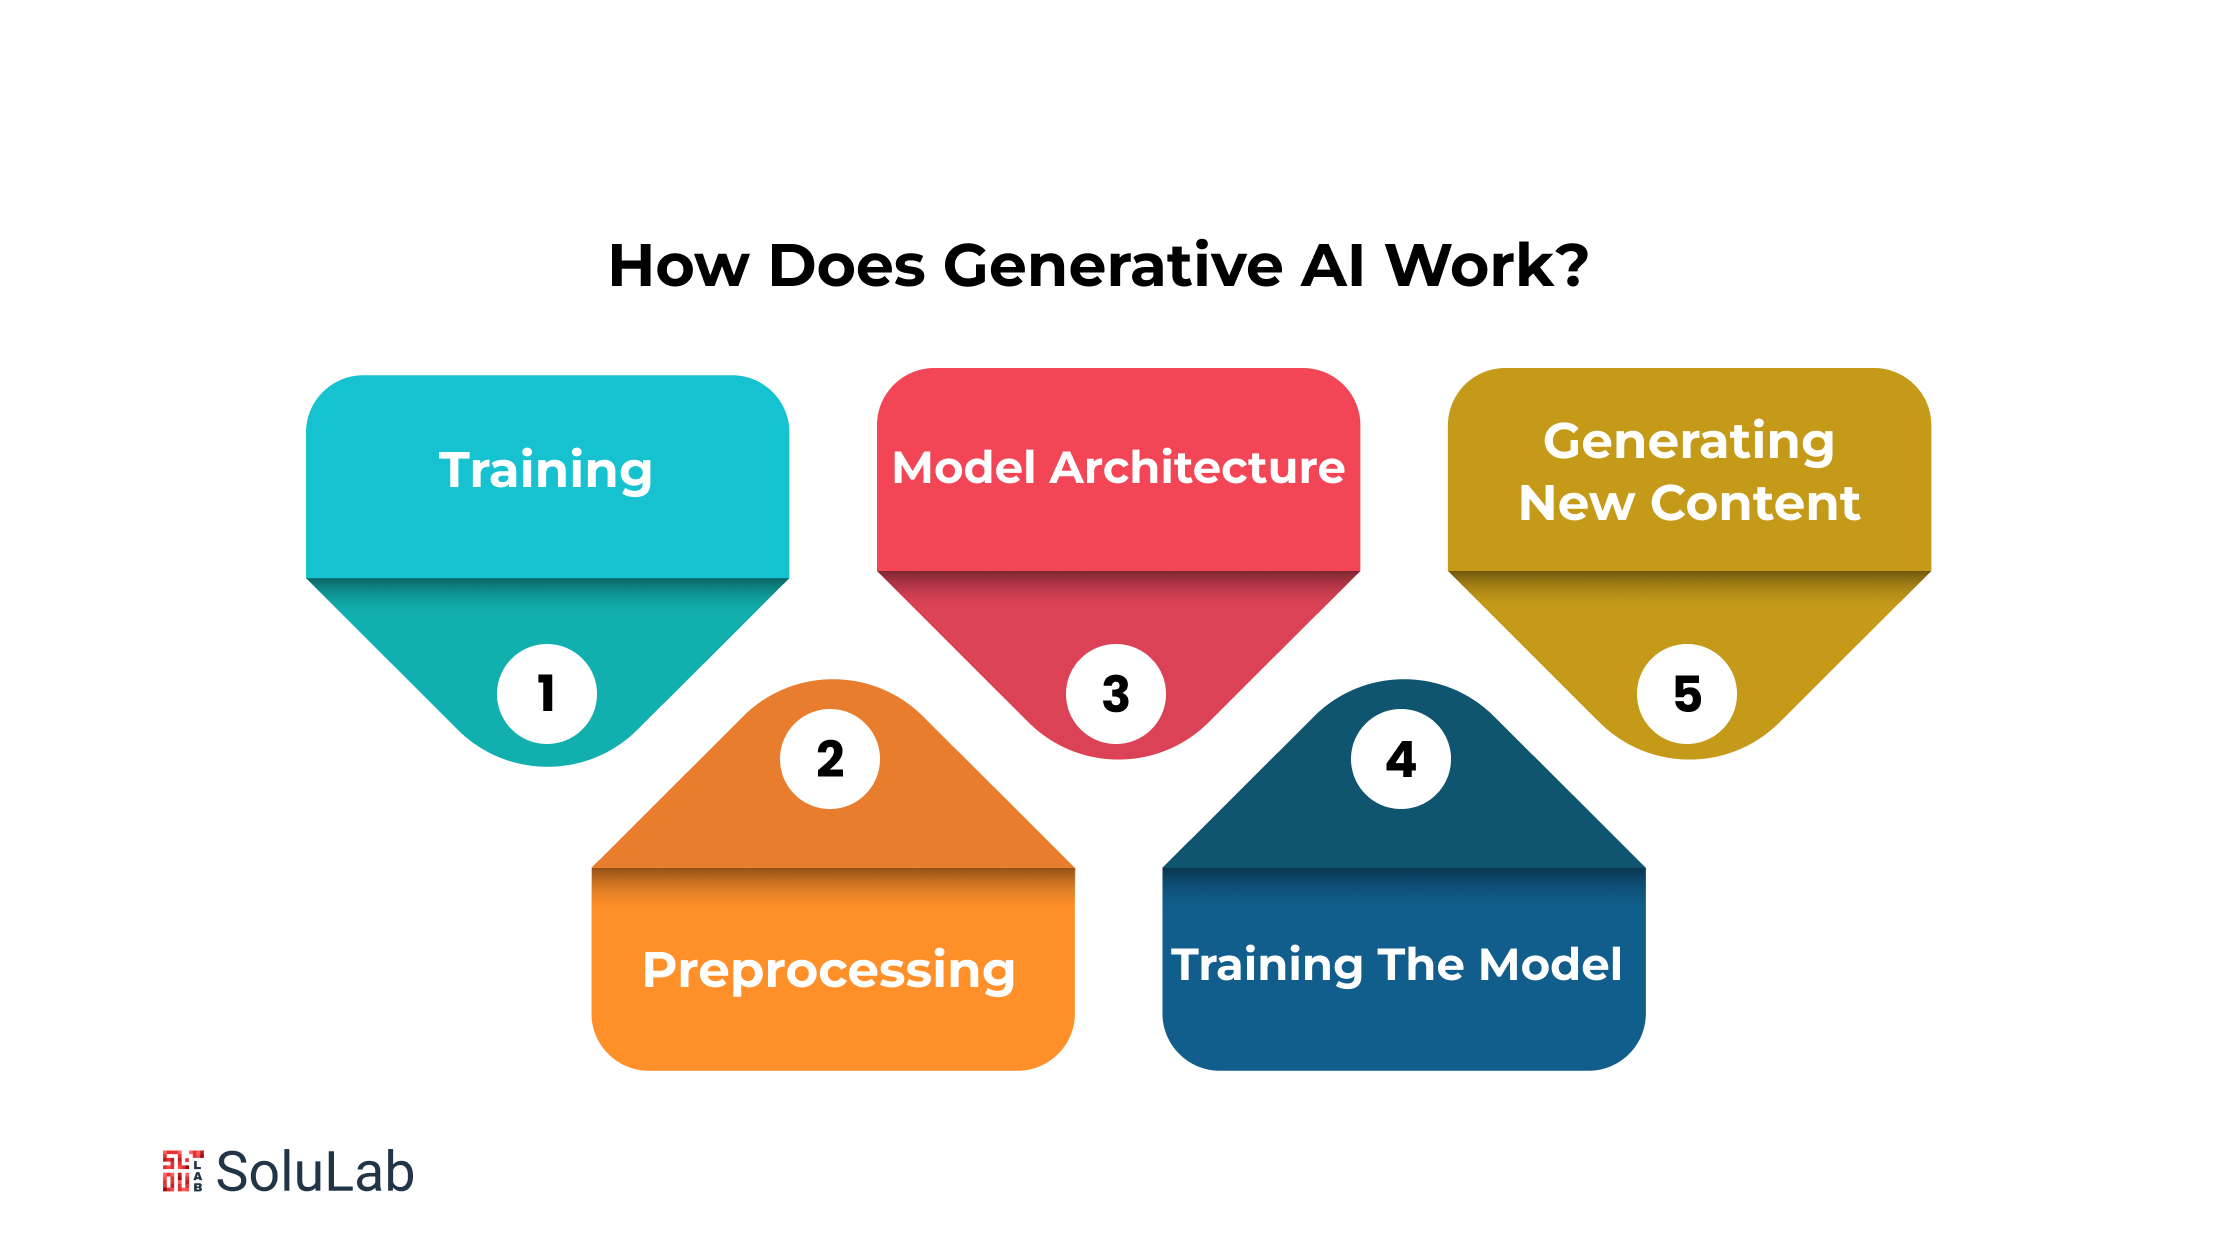 How Does Generative AI Work?
Training
1
2
Preprocessing
Model Architecture
3
4
Training The Model
Generating
New Content
5
SoluLab